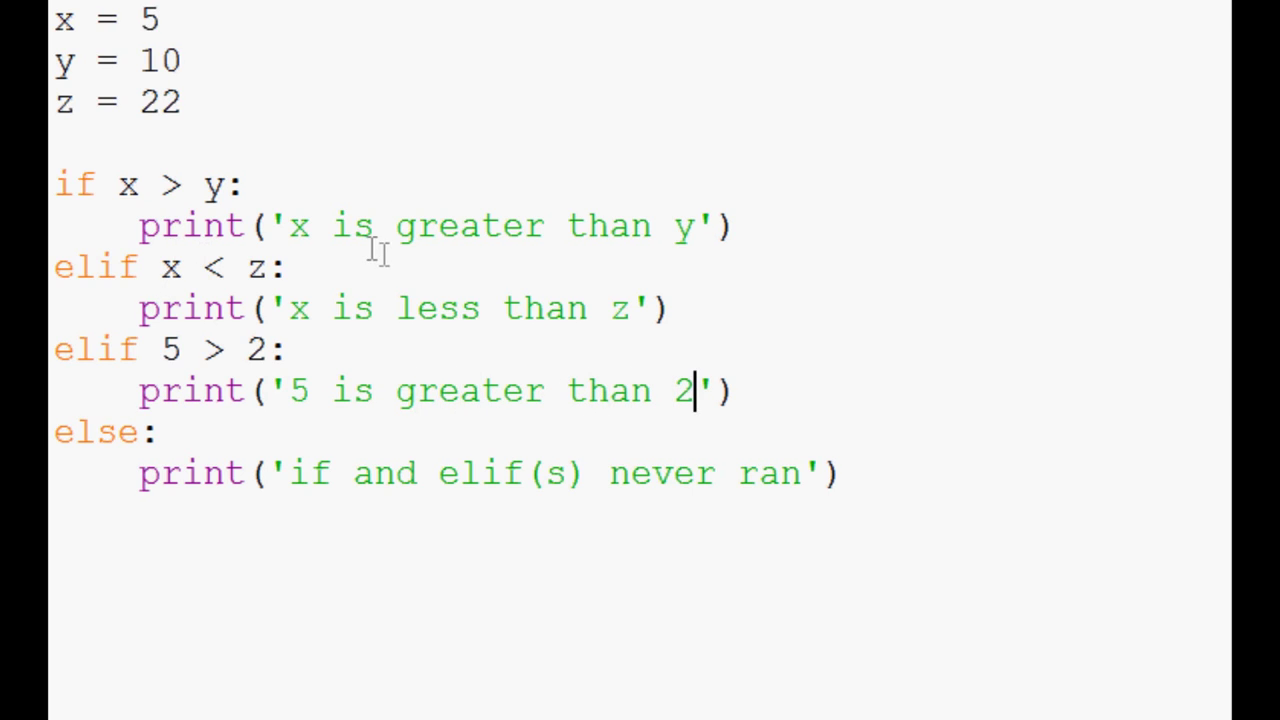 x = 5
y = 10
z = 22
if x > y:
    print('x is greater than y')
elif x < z:
    print('x is less than z')
elif 5 > 2:
    print('5 is greater than 2')
else:
    print('if and elif(s) never ran')